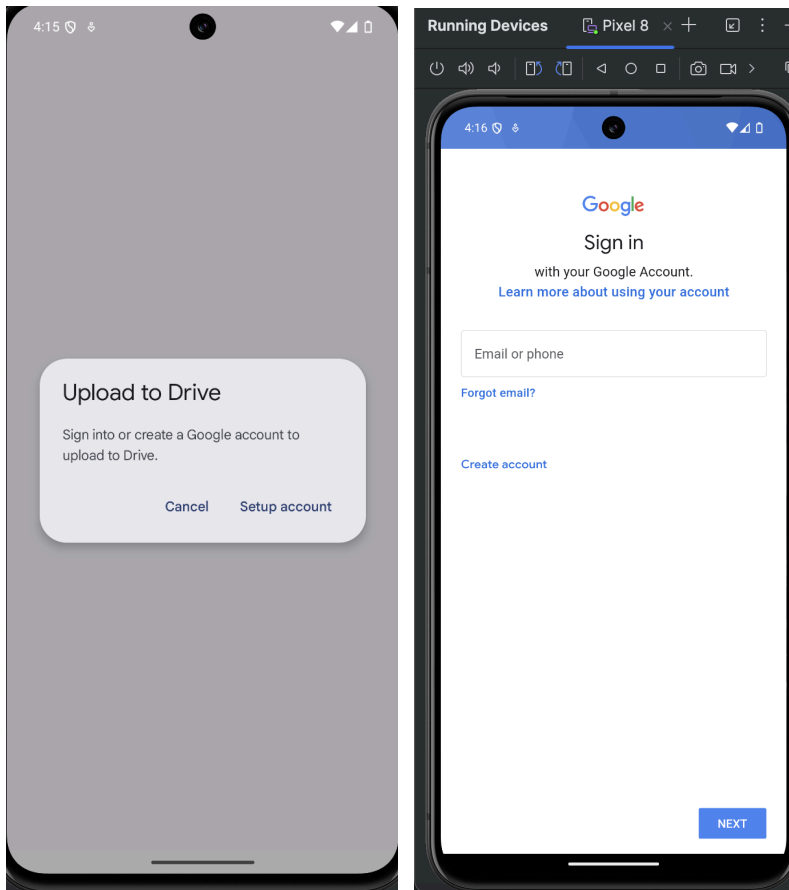 4:15
Upload to Drive
Sign into or create a Google account to
upload to Drive.
Cancel Setup account
Running Devices Pixel 8
4:16
Google
Sign in
with your Google Account.
Learn more about using your account
Email or phone
Forgot email?
Create account
NEXT